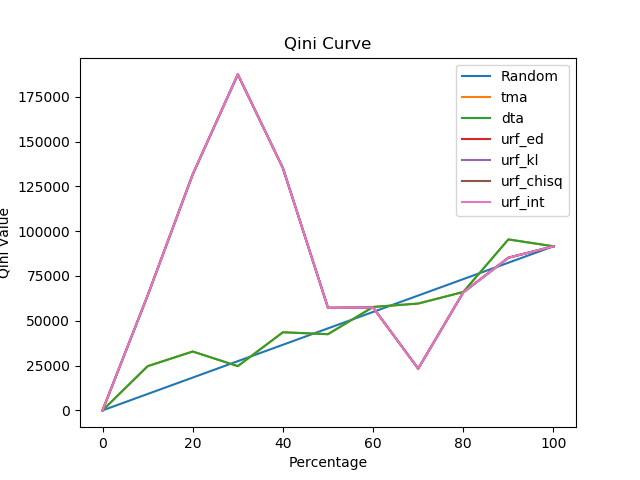 Qini Curve
Qini Value
175000
150000
125000
100000
75000
50000
25000
0
0 20 40 60 80 100
Percentage
Random
tma
dta
urf_ed
urf_kl
urf_chisq
urf_int